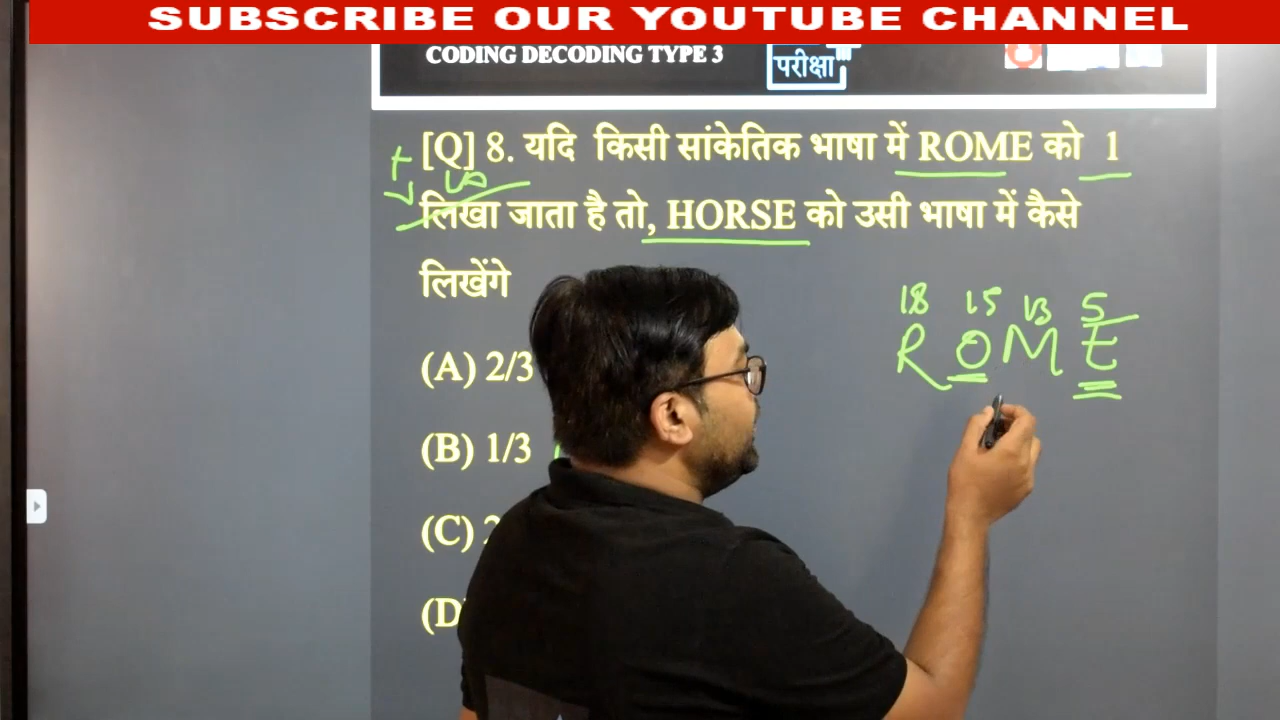 SUBSCRIBE OUR YOUTUBE CHANNEL
CODING DECODING TYPE 3
परीक्षा
[Q] 8. यदि किसी सांकेतिक भाषा में ROME को 1
लिखा जाता है तो, HORSE को उसी भाषा में कैसे
लिखेंगे
18 15 13 5
ROME
(A) 2/3
(B) 1/3
(C) 2
(D)